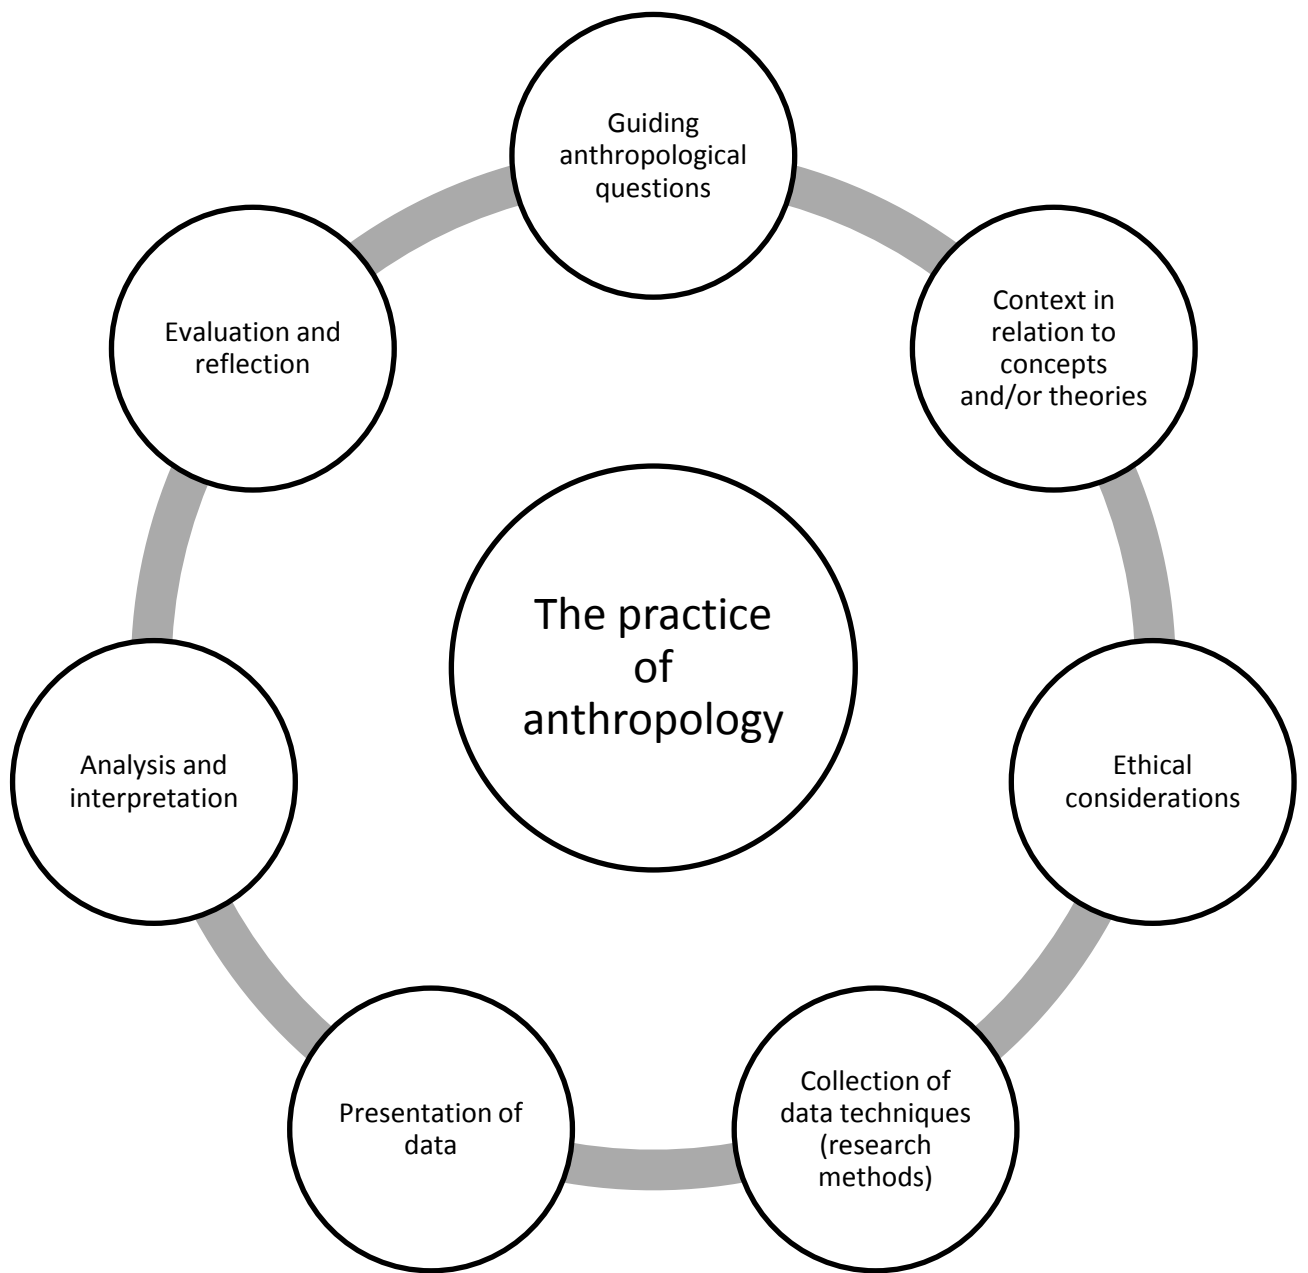 Guiding
anthropological
questions
Context in
relation to
concepts
and/or theories
Ethical
considerations
Collection of
data techniques
(research
methods)
Presentation of
data
Analysis and
interpretation
Evaluation and
reflection
The practice
of
anthropology